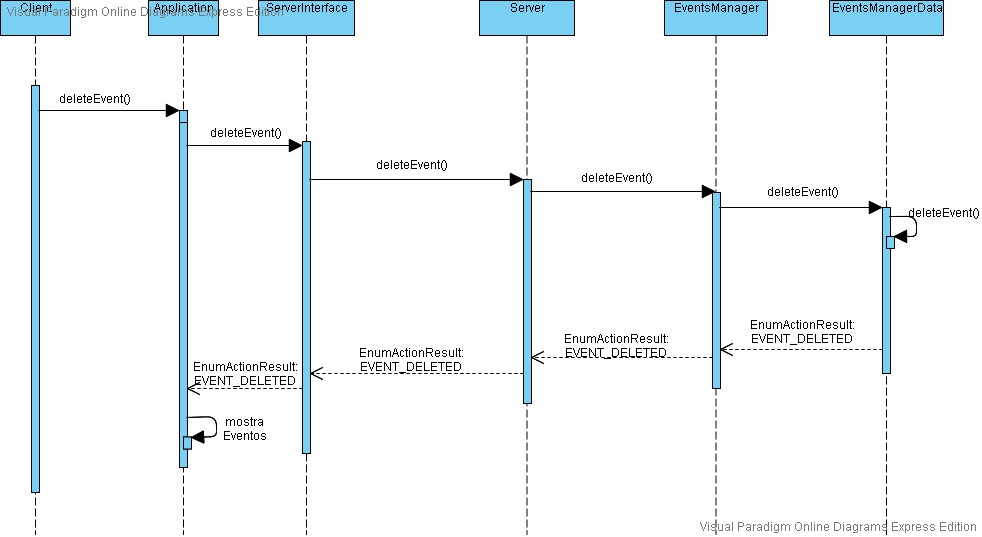 Client
Application
ServerInterface
Server
EventsManager
EventsManagerData
Visual Paradigm Online Diagrams Express Edition
deleteEvent()
deleteEvent()
deleteEvent()
deleteEvent()
deleteEvent()
deleteEvent()
EnumActionResult:
EVENT_DELETED
EnumActionResult:
EVENT_DELETED
EnumActionResult:
EVENT_DELETED
EnumActionResult:
EVENT_DELETED
mostra
Eventos
Visual Paradigm Online Diagrams Express Edition